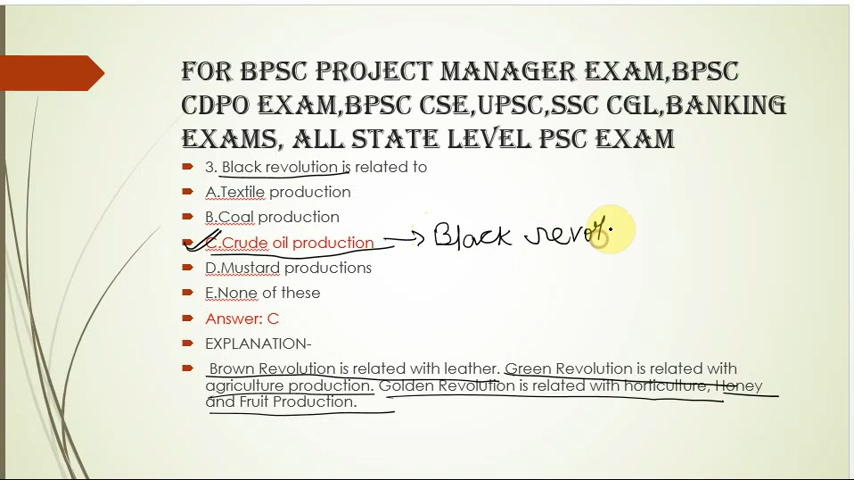 FOR BPSC PROJECT MANAGER EXAM,BPSC
CDPO EXAM,BPSC CSE,UPSC,SSC CGL,BANKING
EXAMS, ALL STATE LEVEL PSC EXAM
3. Black revolution is related to
A.Textile production
B.Coal production
C.Crude oil production → Black revo
D.Mustard productions
E.None of these
Answer: C
EXPLANATION-
Brown Revolution is related with leather. Green Revolution is related with
agriculture production. Golden Revolution is related with horticulture, Honey
and Fruit Production.